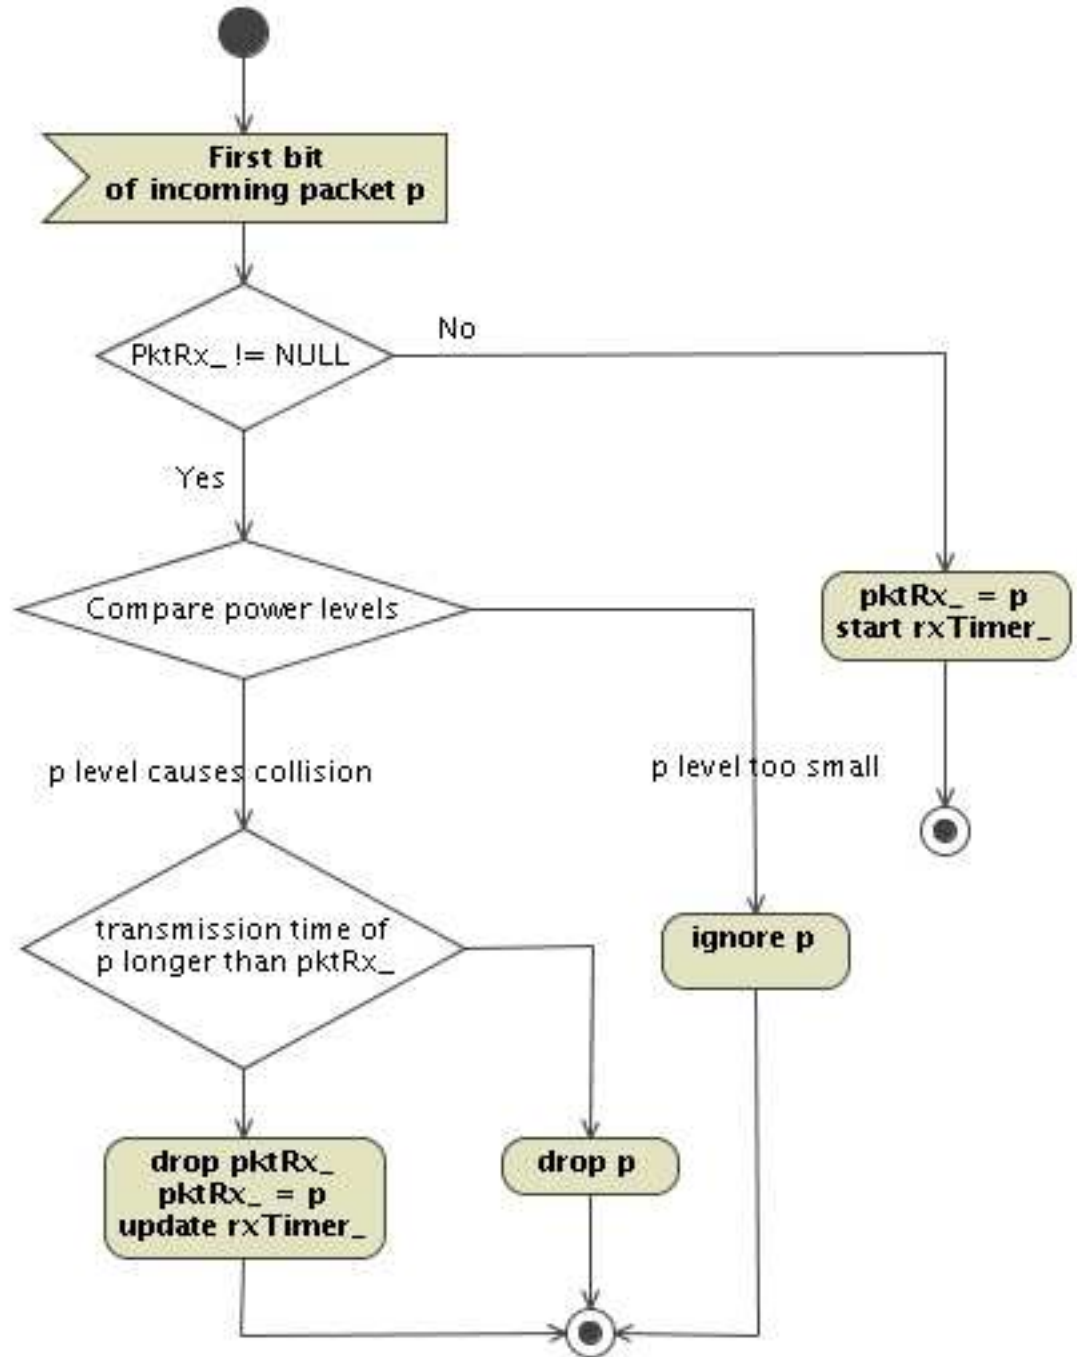 First bit
of incoming packet p
PktRx_ != NULL
No
Yes
Compare power levels
pktRx_ = p
start rxTimer_
p level causes collision
p level too small
transmission time of
p longer than pktRx_
ignore p
drop pktRx_
pktRx_ = p
update rxTimer_
drop p